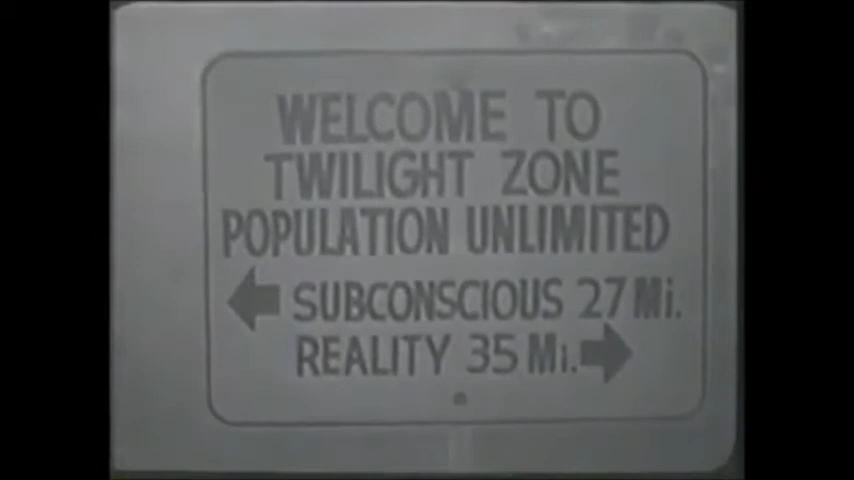 WELCOME TO
TWILIGHT ZONE
POPULATION UNLIMITED
SUBCONSCIOUS 27 Mi.
REALITY 35 Mi.